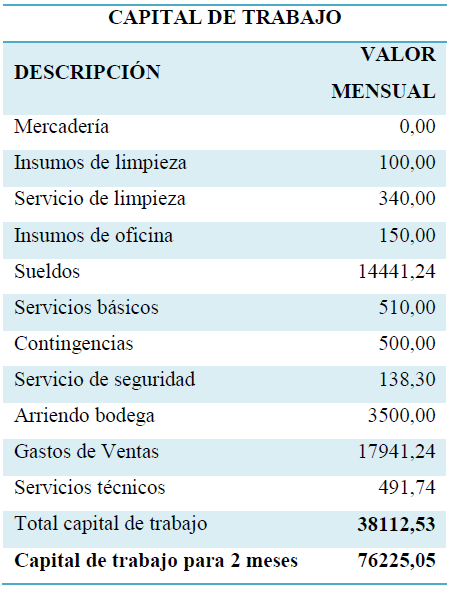 CAPITAL DE TRABAJO
DESCRIPCIÓN VALOR MENSUAL
Mercadería 0,00
Insumos de limpieza 100,00
Servicio de limpieza 340,00
Insumos de oficina 150,00
Sueldos 14441,24
Servicios básicos 510,00
Contingencias 500,00
Servicio de seguridad 138,30
Arriendo bodega 3500,00
Gastos de Ventas 17941,24
Servicios técnicos 491,74
Total capital de trabajo 38112,53
Capital de trabajo para 2 meses 76225,05